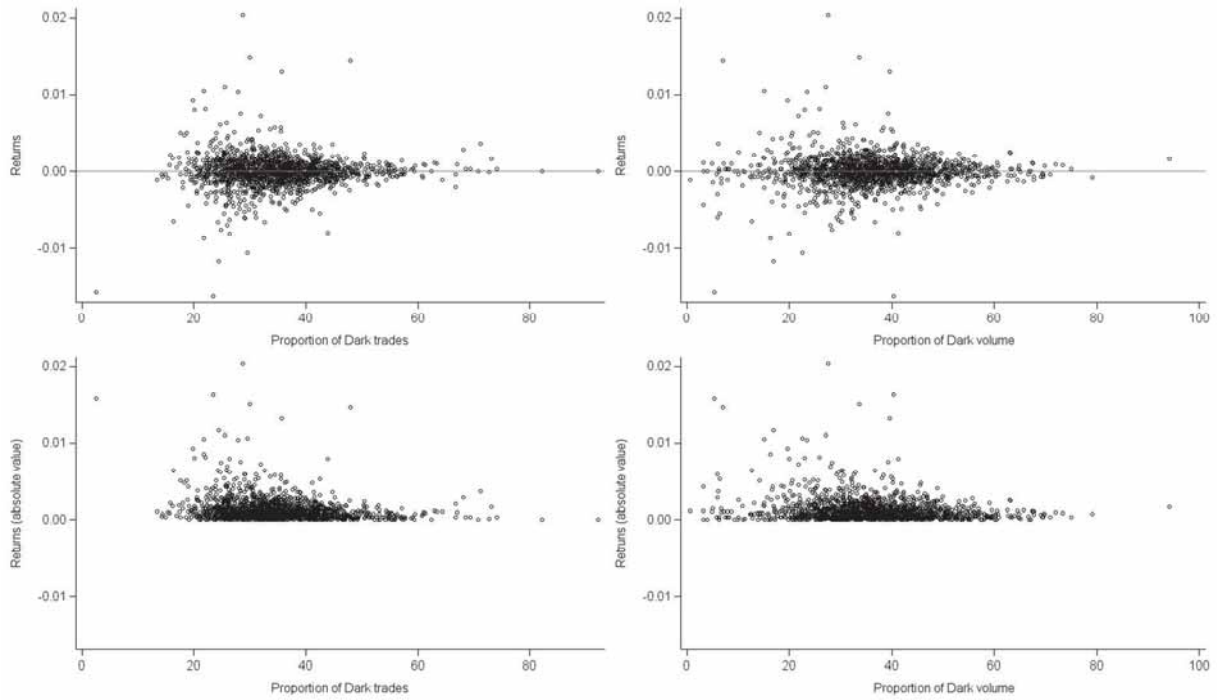 0.02
0.01
0.00
-0.01
Returns
0 20 40 60 80
Proportion of Dark trades
0.02
0.01
0.00
-0.01
Returns
0 20 40 60 80 100
Proportion of Dark volume
0.02
0.01
0.00
-0.01
Returns (absolute value)
0 20 40 60 80
Proportion of Dark trades
0.02
0.01
0.00
-0.01
Retruns (absolute value)
0 20 40 60 80 100
Proportion of Dark volume